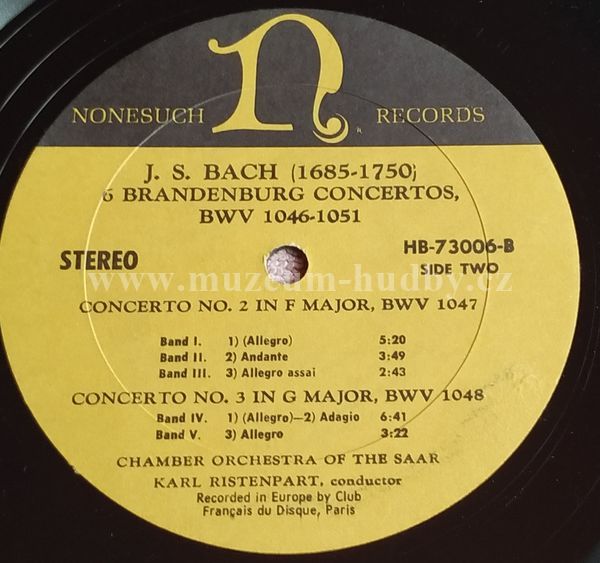 NONESUCH n RECORDS
J. S. BACH (1685-1750)
6 BRANDENBURG CONCERTOS,
BWV 1046-1051
STEREO HB-73006-B
SIDE TWO
www.muzeum-hudby.cz
CONCERTO NO. 2 IN F MAJOR, BWV 1047
Band I. 1) (Allegro) 5:20
Band II. 2) Andante 3:49
Band III. 3) Allegro assai 2:43
CONCERTO NO. 3 IN G MAJOR, BWV 1048
Band IV. 1) (Allegro)—2) Adagio 6:41
Band V. 3) Allegro 3:22
CHAMBER ORCHESTRA OF THE SAAR
KARL RISTENPART, conductor
Recorded in Europe by Club
Français du Disque, Paris